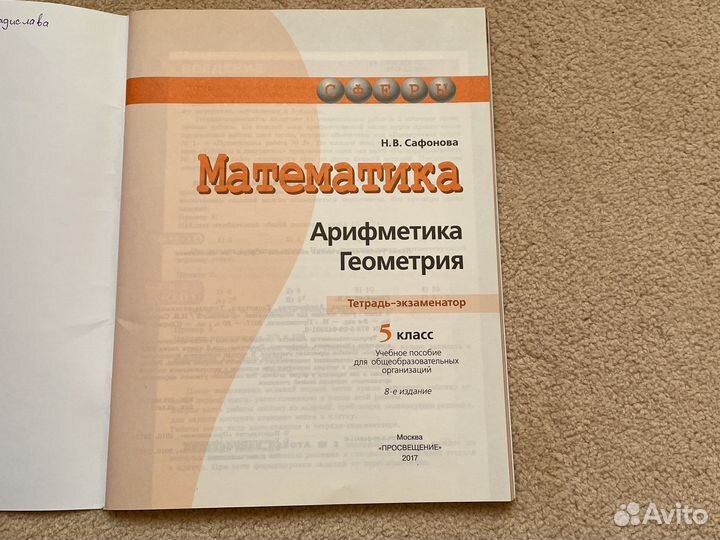 СФЕРЫ
Н. В. Сафонова
Математика
Арифметика
Геометрия
Тетрадь-экзаменатор
5 класс
Учебное пособие
для общеобразовательных
организаций
8-е издание
Москва
«ПРОСВЕЩЕНИЕ»
2017
Avito